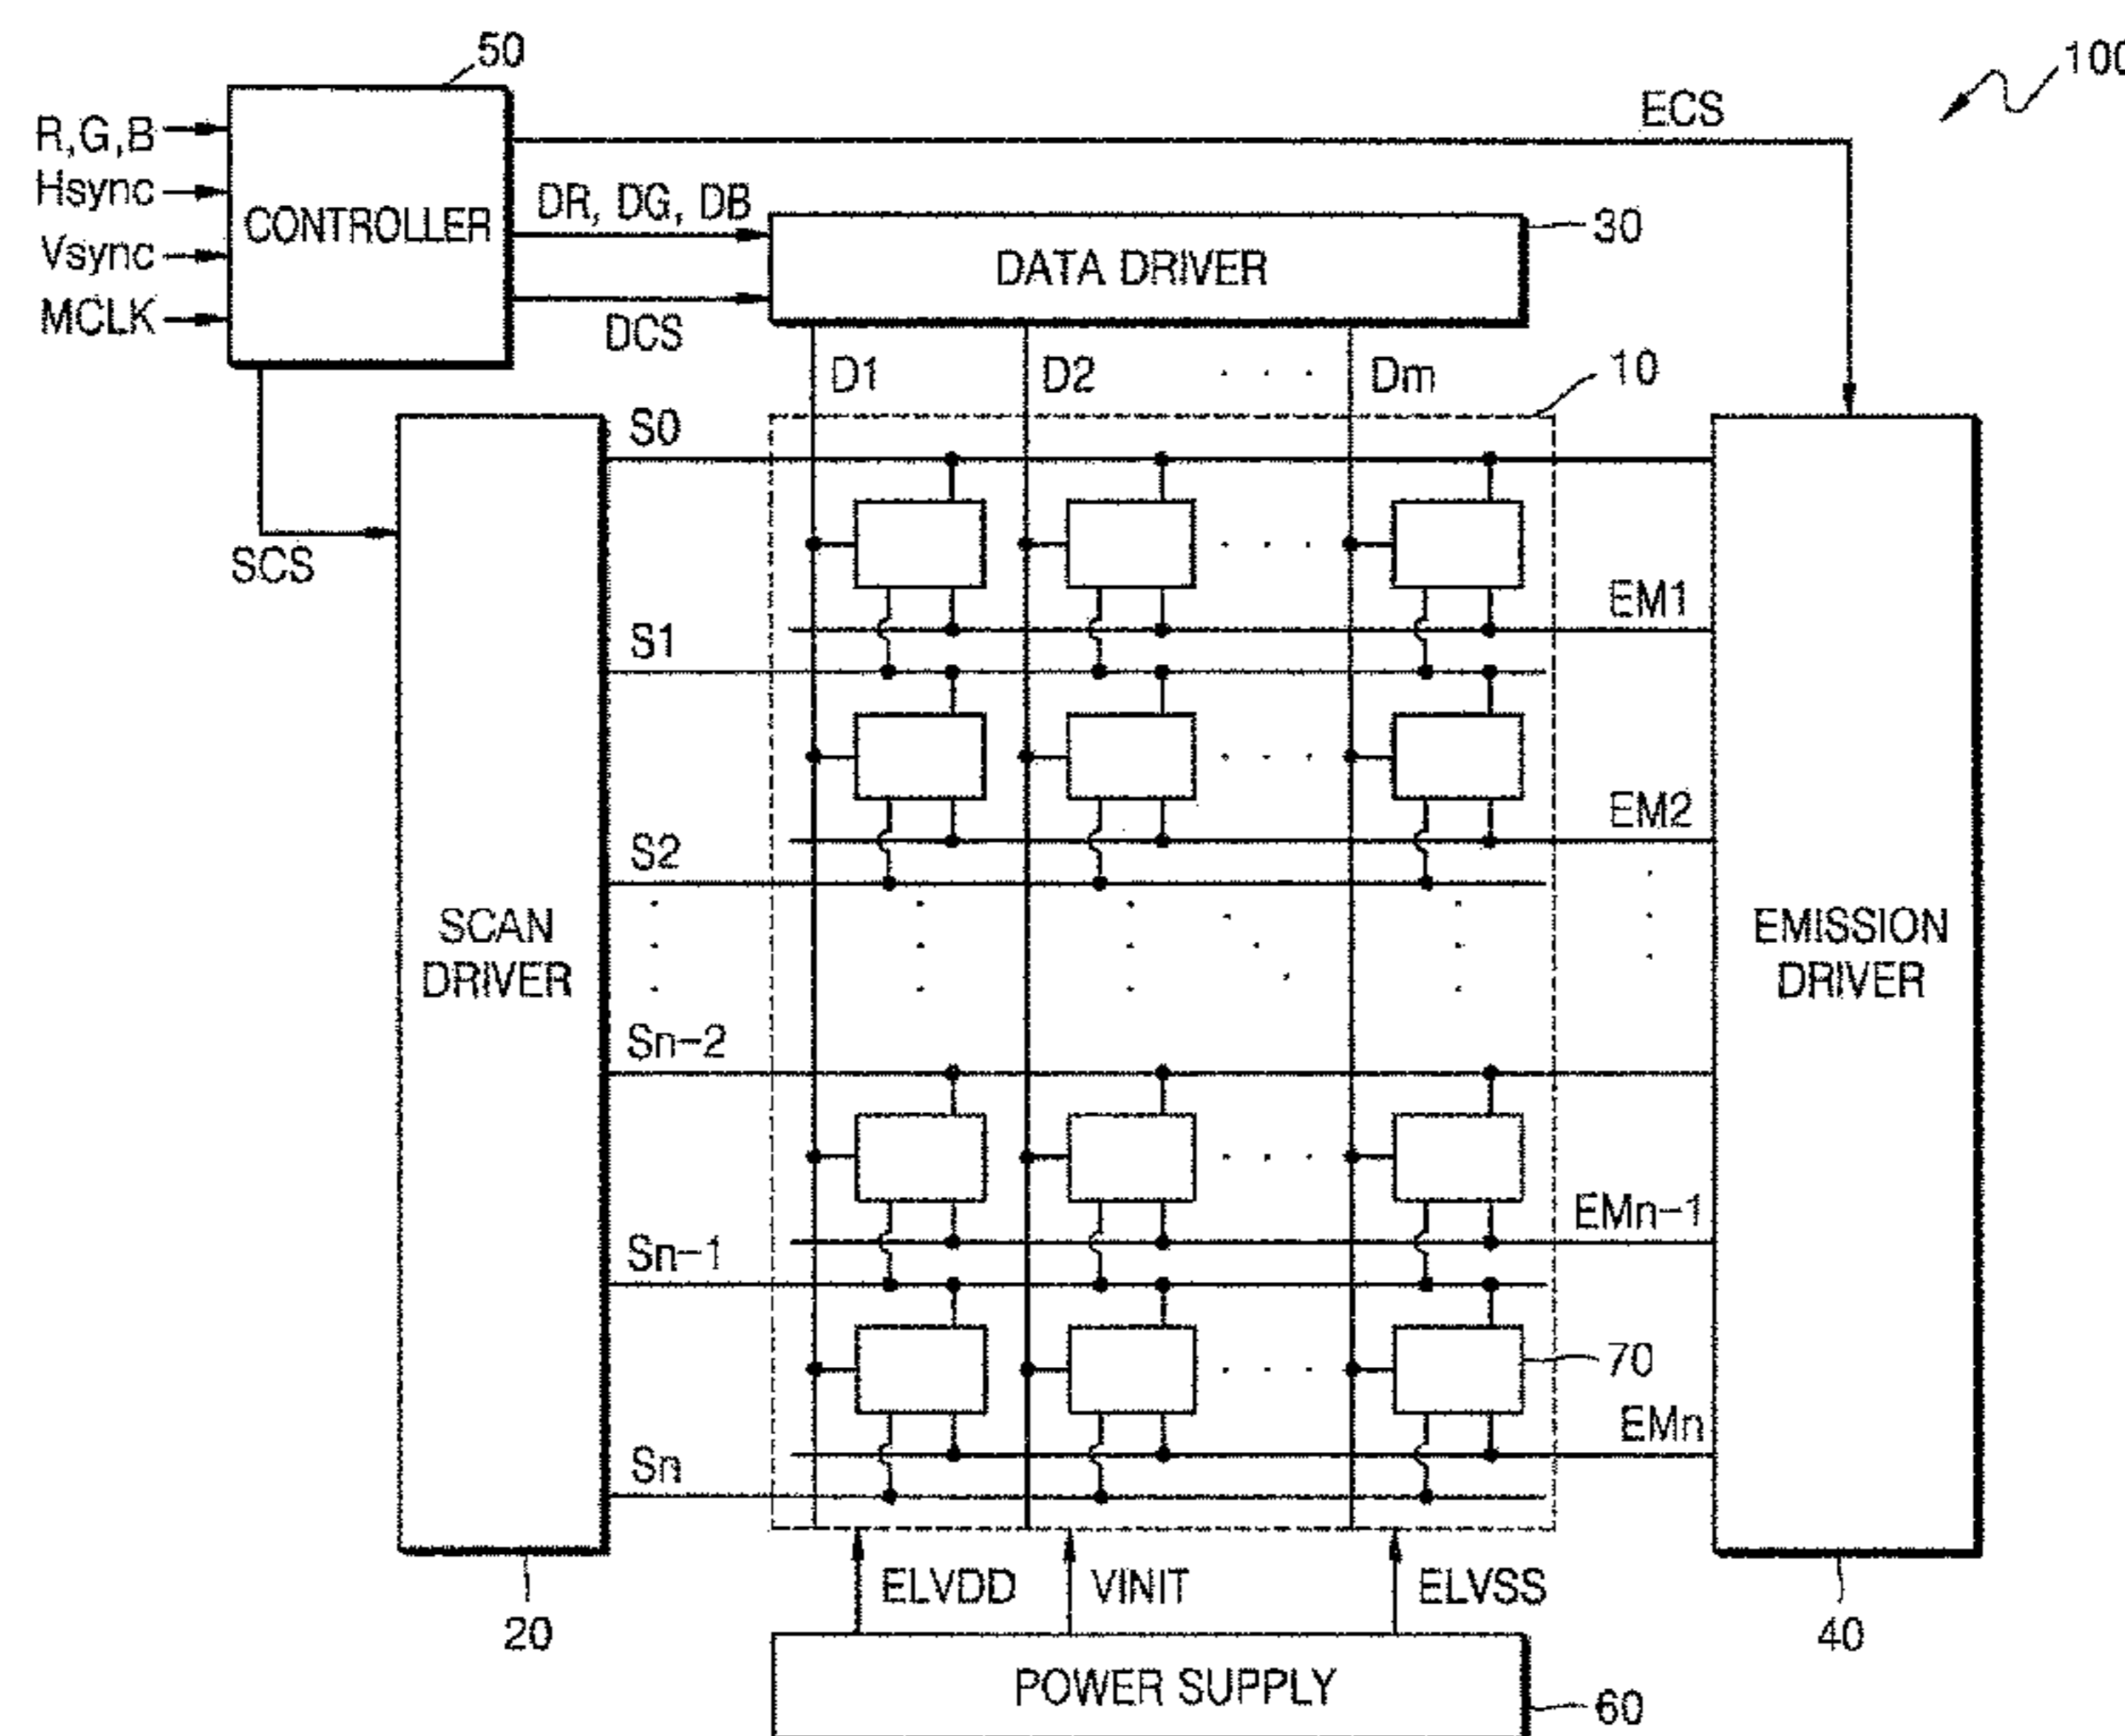 50
100
R,G,B
Hsync
Vsync
MCLK
CONTROLLER
ECS
DR, DG, DB
DCS
DATA DRIVER
30
D1
D2
Dm
10
SCS
S0
EM1
S1
EM2
S2
SCAN
DRIVER
EMISSION
DRIVER
Sn-2
EMn-1
Sn-1
70
EMn
Sn
ELVDD
VINIT
ELVSS
20
40
POWER SUPPLY
60